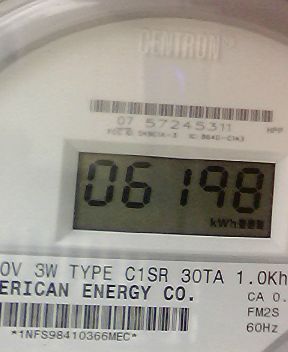 CENTRON
07 57245311
HPP
06198
kWh
0V 3W TYPE C1SR 30TA 1.0Kh
ERICAN ENERGY CO.
CA 0.
FM2S
60Hz
*1NFS98410366MEC*